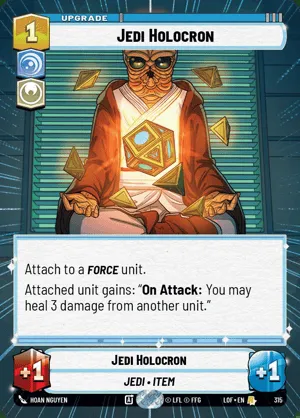 UPGRADE
1
JEDI HOLOCRON
Attach to a FORCE unit.
Attached unit gains: “On Attack: You may
heal 3 damage from another unit.”
JEDI HOLOCRON
+1
JEDI • ITEM
+1
HOAN NGUYEN
© LFL © FFG
LOF • EN
315